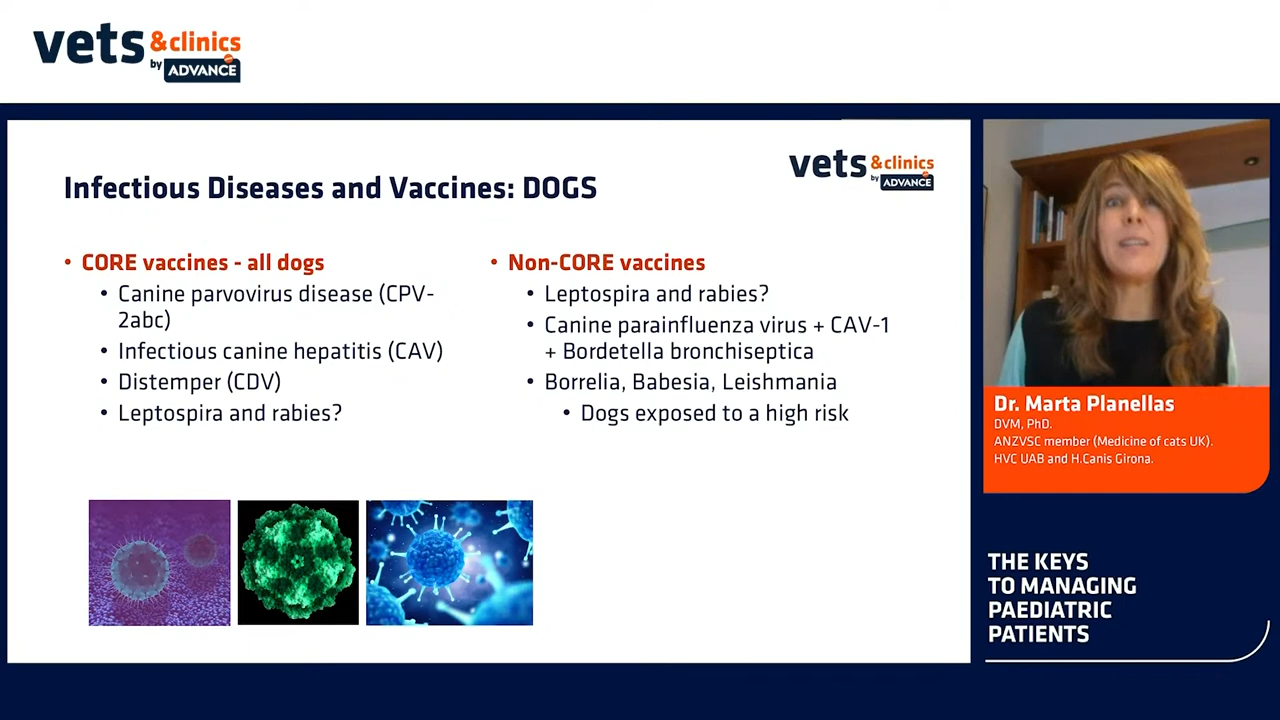 vets &clinics
by ADVANCE
vets &clinics
by ADVANCE
Infectious Diseases and Vaccines: DOGS
• CORE vaccines - all dogs
• Canine parvovirus disease (CPV-
2abc)
• Infectious canine hepatitis (CAV)
• Distemper (CDV)
• Leptospira and rabies?
• Non-CORE vaccines
• Leptospira and rabies?
• Canine parainfluenza virus + CAV-1
+ Bordetella bronchiseptica
• Borrelia, Babesia, Leishmania
• Dogs exposed to a high risk
Dr. Marta Planellas
DVM, PhD.
ANZVSC member (Medicine of cats UK).
HVC UAB and H.Canis Girona.
THE KEYS
TO MANAGING
PAEDIATRIC
PATIENTS